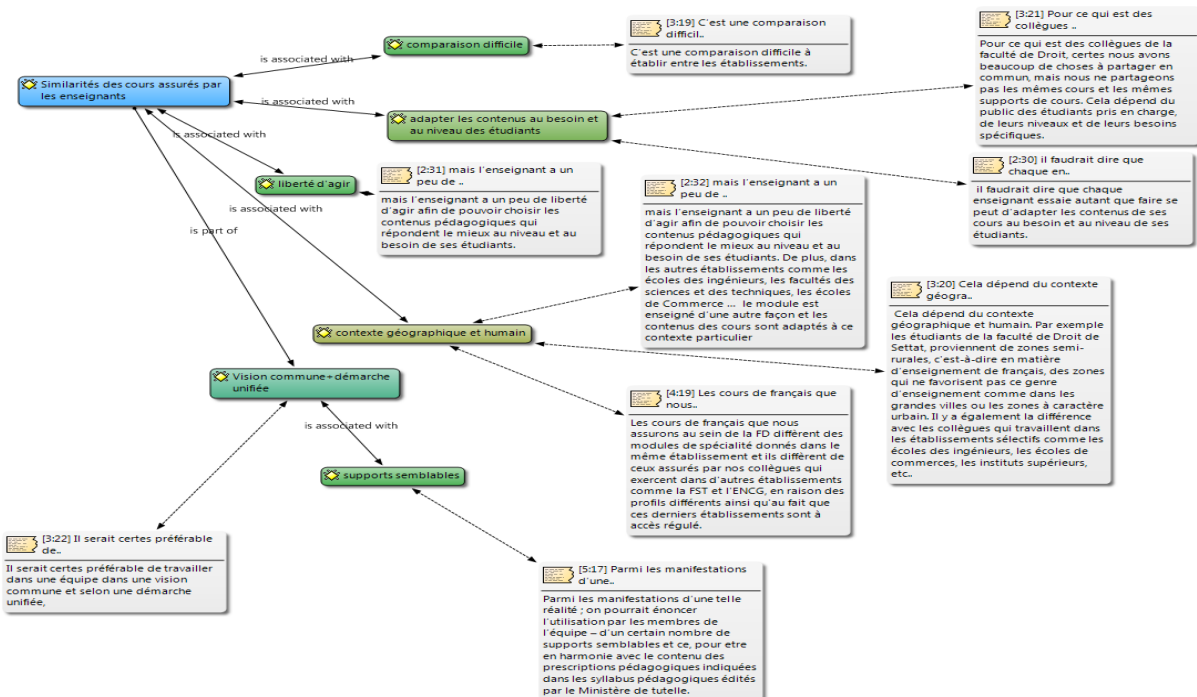 [3:19] C'est une comparaison
difficil..
C'est une comparaison difficile à
établir entre les établissements.
[3:21] Pour ce qui est des
collègues ..
Pour ce qui est des collègues de la
faculté de Droit, certes nous avons
beaucoup de choses à partager en
commun, mais nous ne partageons
pas les mêmes cours et les mêmes
supports de cours. Cela dépend du
public des étudiants pris en charge,
de leurs niveaux et de leurs besoins
spécifiques.
comparaison difficile
is associated with
Similarités des cours assurés par
les enseignants
is associated with
adapter les contenus au besoin et
au niveau des étudiants
is associated with
liberté d'agir
[2:31] mais l'enseignant a un
peu de ..
mais l'enseignant a un peu de liberté
d'agir afin de pouvoir choisir les
contenus pédagogiques qui
répondent le mieux au niveau et au
besoin de ses étudiants.
[2:30] il faudrait dire que
chaque en..
il faudrait dire que chaque
enseignant essaie autant que faire se
peut d'adapter les contenus de ses
cours au besoin et au niveau de ses
étudiants.
[2:32] mais l'enseignant a un
peu de ..
mais l'enseignant a un peu de liberté
d'agir afin de pouvoir choisir les
contenus pédagogiques qui
répondent le mieux au niveau et au
besoin de ses étudiants. De plus, dans
les autres établissements comme les
écoles des ingénieurs, les facultés des
sciences et des techniques, les écoles
de Commerce ... le module est
enseigné d'une autre façon et les
contenus des cours sont adaptés à ce
contexte particulier
is associated with
is part of
contexte géographique et humain
[3:20] Cela dépend du contexte
géogra..
Cela dépend du contexte
géographique et humain. Par exemple
les étudiants de la faculté de Droit de
Settat, proviennent de zones semi-
rurales, c'est-à-dire en matière
d'enseignement de français, des zones
qui ne favorisent pas ce genre
d'enseignement comme dans les
grandes villes ou les zones à caractère
urbain. Il y a également la différence
avec les collègues qui travaillent dans
les établissements sélectifs comme les
écoles des ingénieurs, les écoles de
commerces, les instituts supérieurs,
etc..
Vision commune+démarche
unifiée
[4:19] Les cours de français que
nous..
Les cours de français que nous
assurons au sein de la FD diffèrent des
modules de spécialité donnés dans le
même établissement et ils diffèrent de
ceux assurés par nos collègues qui
exercent dans d'autres établissements
comme la FST et l'ENCG, en raison des
profils différents ainsi qu'au fait que
ces derniers établissements sont à
accès régulé.
is associated with
supports semblables
[3:22] Il serait certes préférable
de..
Il serait certes préférable de travailler
dans une équipe dans une vision
commune et selon une démarche
unifiée,
[5:17] Parmi les manifestations
d'une..
Parmi les manifestations d'une telle
réalité ; on pourrait énoncer
l'utilisation par les membres de
l'équipe – d'un certain nombre de
supports semblables et ce, pour etre
en harmonie avec le contenu des
prescriptions pédagogiques indiquées
dans les syllabus pédagogiques édités
par le Ministère de tutelle.